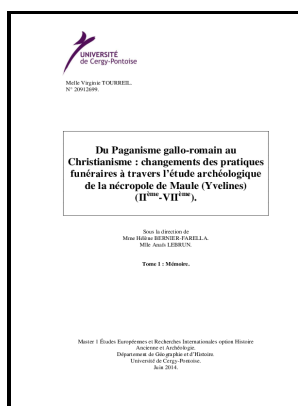 UNIVERSITÉ
de Cergy-Pontoise
Melle Virginie TOURREIL.
N° 20912699.
Du Paganisme gallo-romain au
Christianisme : changements des pratiques
funéraires à travers l'étude archéologique
de la nécropole de Maule (Yvelines)
(IIème-VIIème).
Sous la direction de
Mme Hélène BERNIER-FARELLA.
Mlle Anaïs LEBRUN.
Tome 1 : Mémoire.
Master 1 Études Européennes et Recherches Internationales option Histoire
Ancienne et Archéologie.
Département de Géographie et d'Histoire.
Université de Cergy-Pontoise.
Juin 2014.